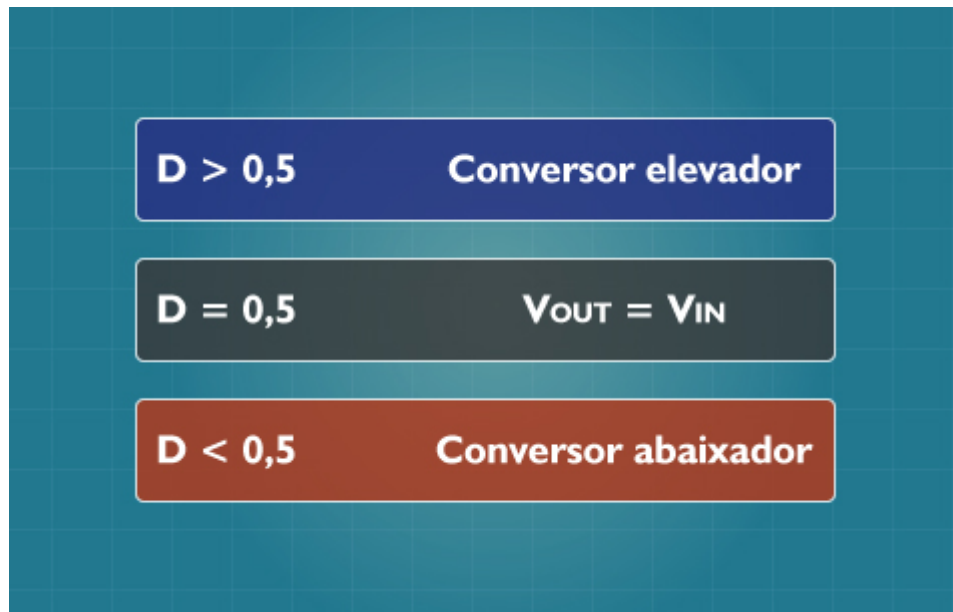 D > 0,5 Conversor elevador
D = 0,5 VOUT = VIN
D < 0,5 Conversor abaixador